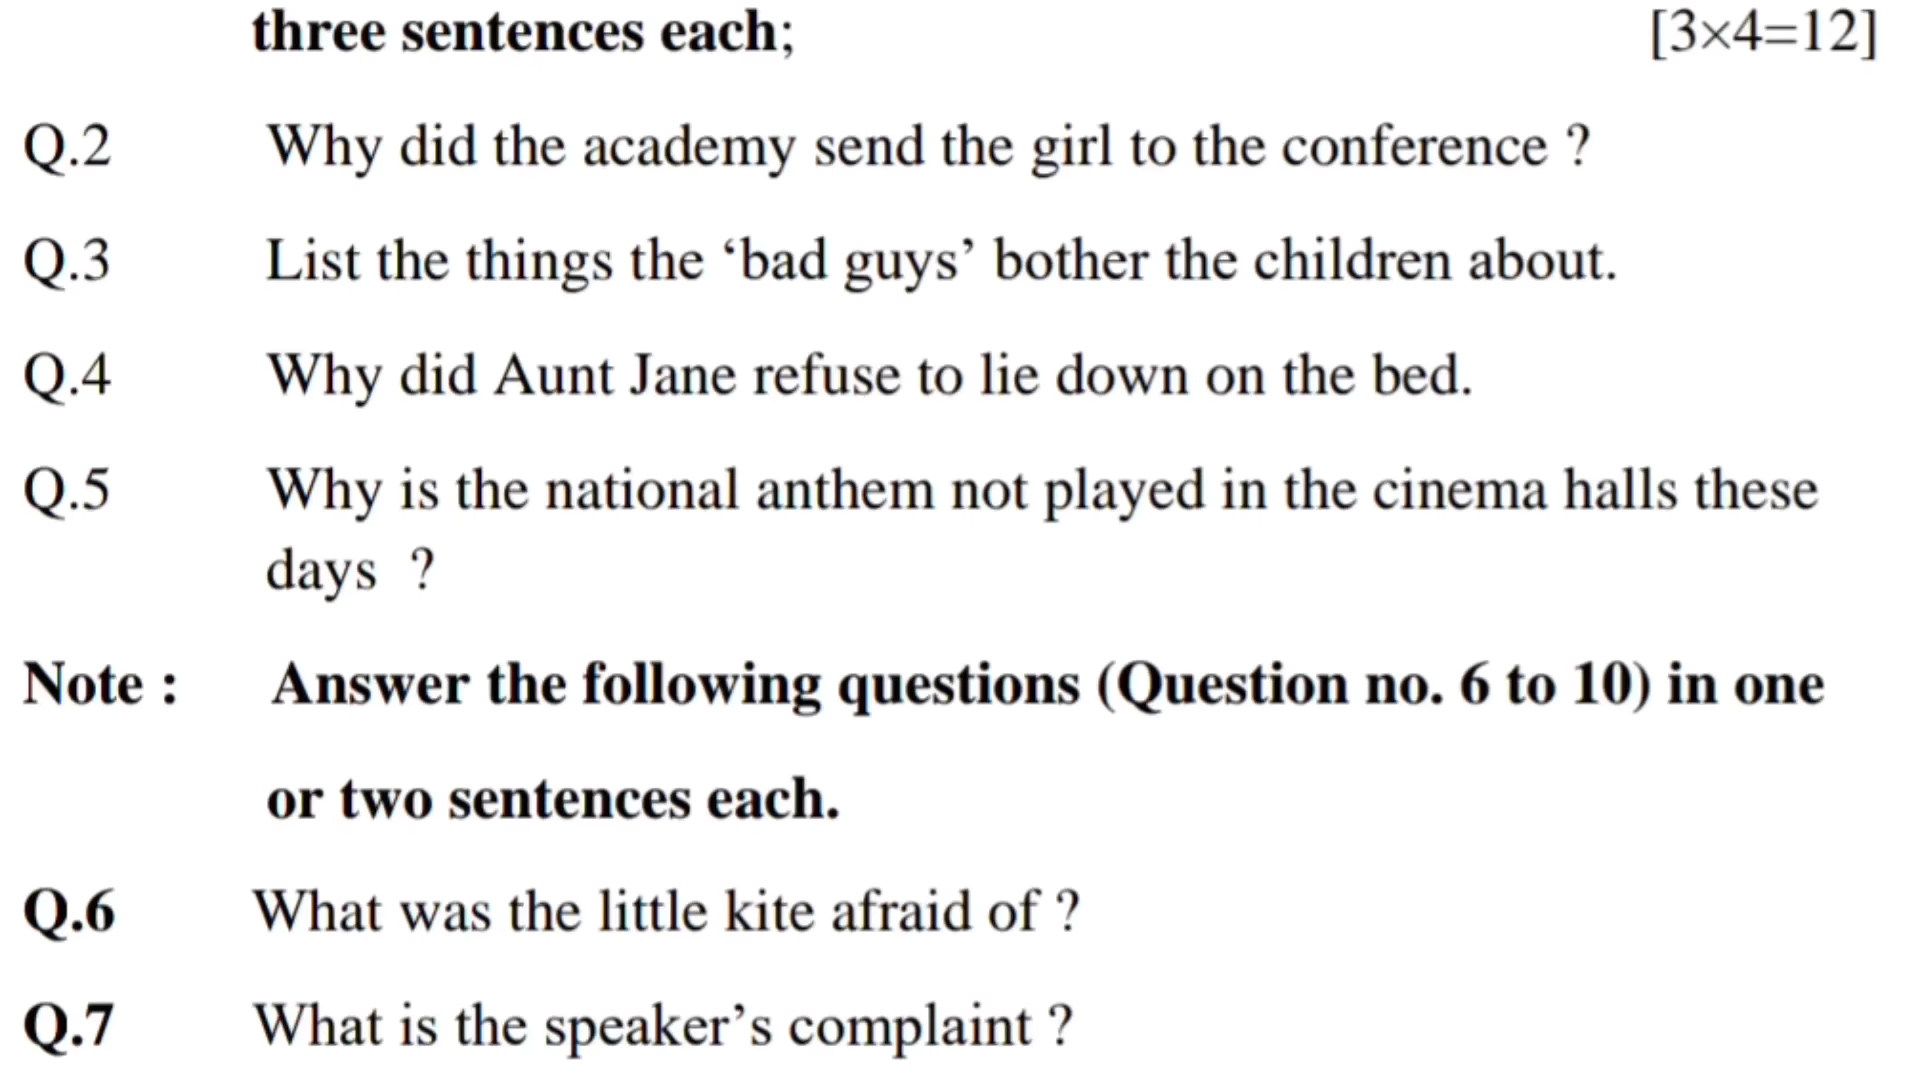 three sentences each; [3×4=12]
Q.2 Why did the academy send the girl to the conference ?
Q.3 List the things the ‘bad guys’ bother the children about.
Q.4 Why did Aunt Jane refuse to lie down on the bed.
Q.5 Why is the national anthem not played in the cinema halls these
days ?
Note : Answer the following questions (Question no. 6 to 10) in one
or two sentences each.
Q.6 What was the little kite afraid of ?
Q.7 What is the speaker’s complaint ?